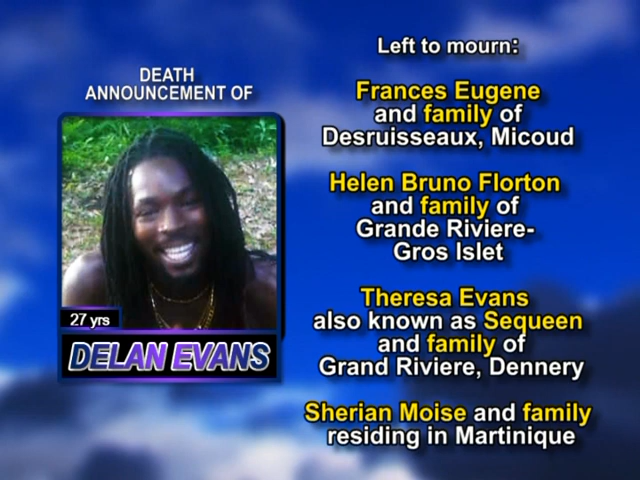 DEATH
ANNOUNCEMENT OF
27 yrs
DELAN EVANS
Left to mourn:
Frances Eugene
and family of
Desruisseaux, Micoud
Helen Bruno Florton
and family of
Grande Riviere-
Gros Islet
Theresa Evans
also known as Sequeen
and family of
Grand Riviere, Dennery
Sherian Moise and family
residing in Martinique